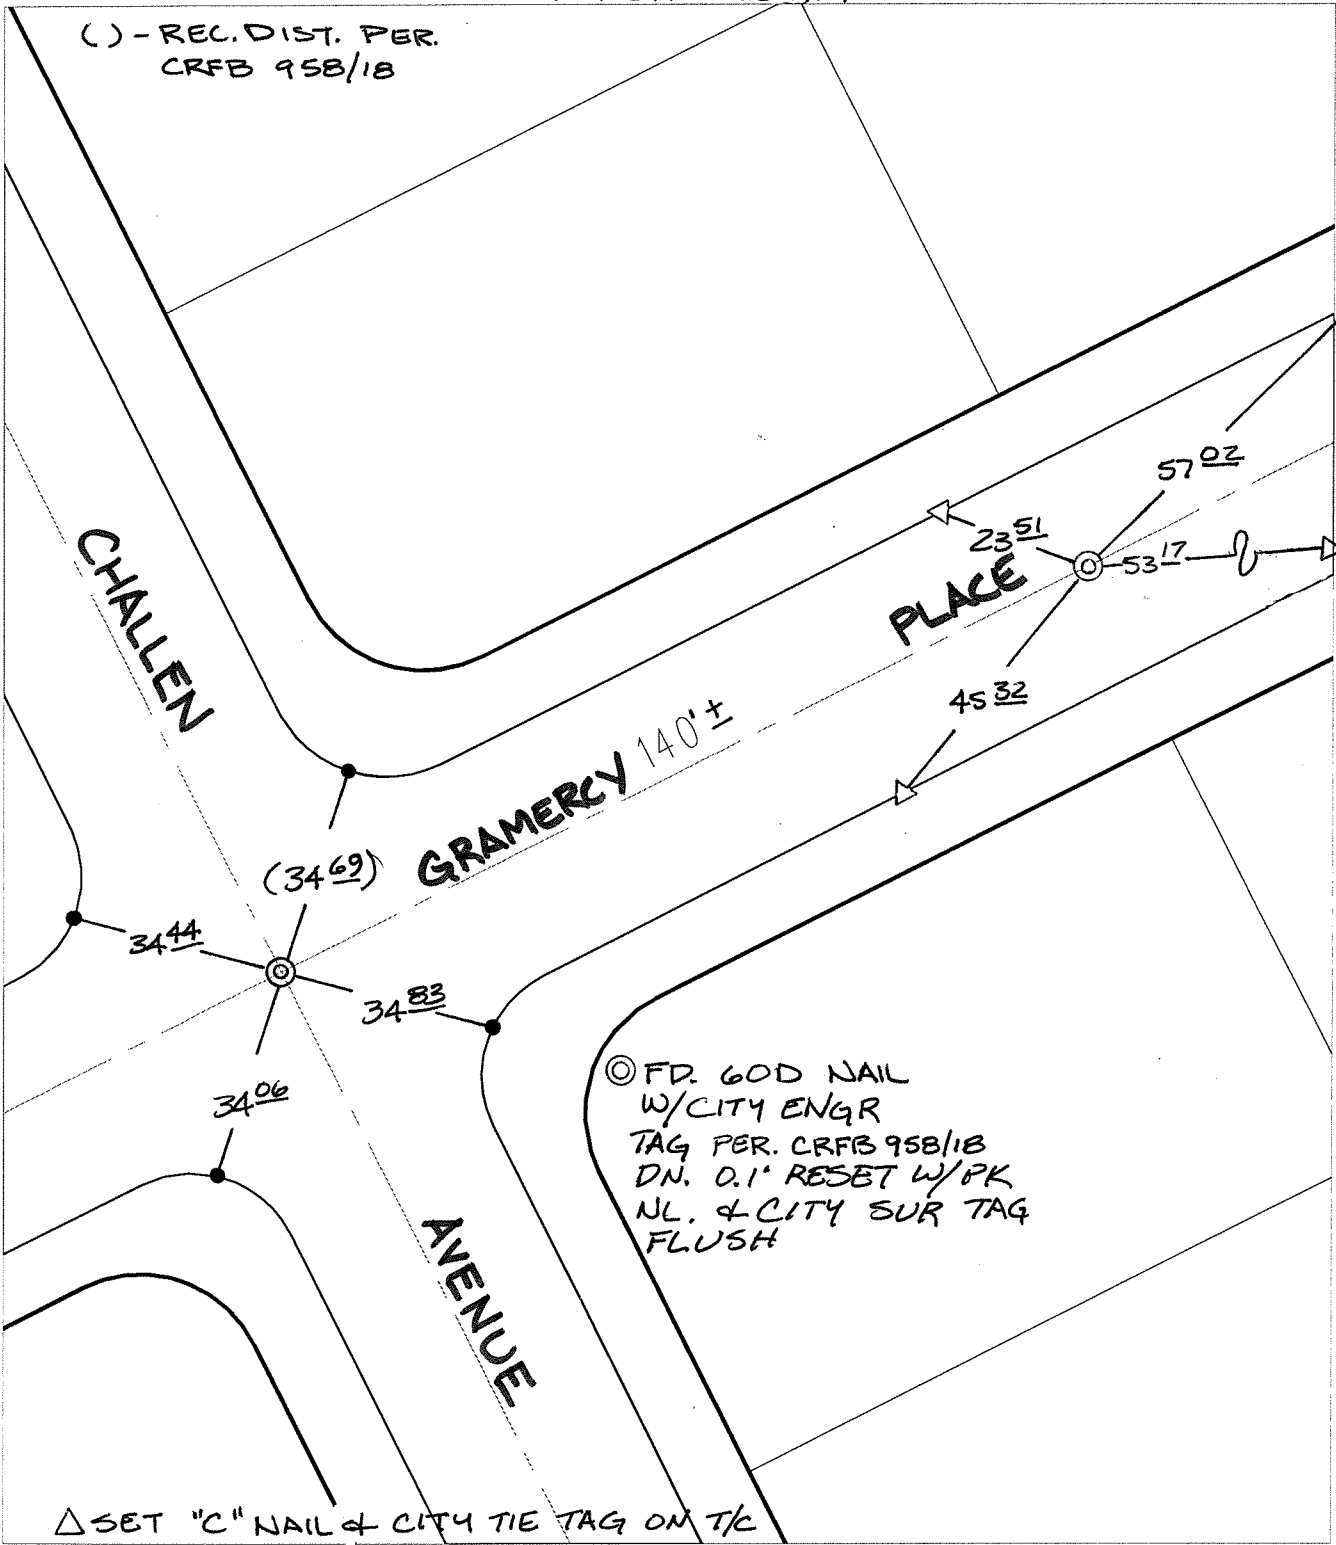 ( ) - REC. DIST. PER.
CRFB 958/18
CHALLEN
57 02
23 51
53 17
PLACE
45 32
140' ±
GRAMERCY
(34 69)
34 44
34 83
34 06
FD. 60D NAIL
W/CITY ENGR
TAG PER. CRFB 958/18
DN. 0.1' RESET W/PK
NL. & CITY SUR TAG
FLUSH
AVENUE
△ SET "C" NAIL & CITY TIE TAG ON T/C